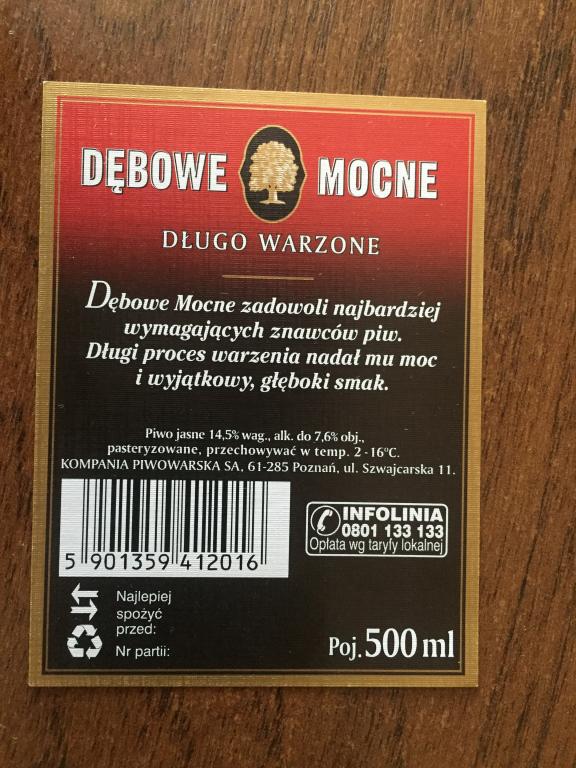 DĘBOWE MOCNE
DŁUGO WARZONE
Dębowe Mocne zadowoli najbardziej
wymagających znawców piw.
Długi proces warzenia nadał mu moc
i wyjątkowy, głęboki smak.
Piwo jasne 14,5% wag., alk. do 7,6% obj.,
pasteryzowane, przechowywać w temp. 2 -16°C.
KOMPANIA PIWOWARSKA SA, 61-285 Poznań, ul. Szwajcarska 11.
5 901359 412016
INFOLINIA
0801 133 133
Opłata wg taryfy lokalnej
Najlepiej
spożyć
przed:
Nr partii:
Poj. 500 ml